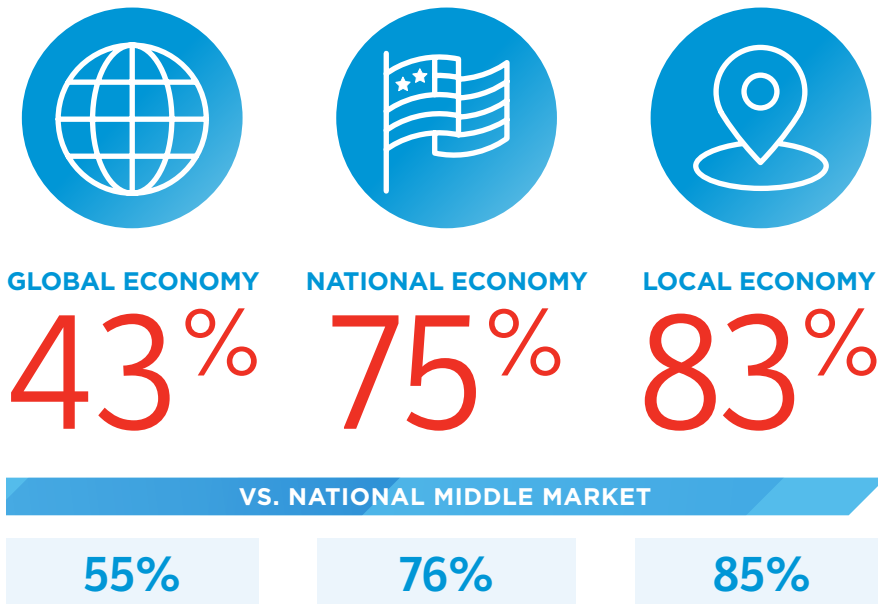 GLOBAL ECONOMY NATIONAL ECONOMY LOCAL ECONOMY
43% 75% 83%
VS. NATIONAL MIDDLE MARKET
55% 76% 85%